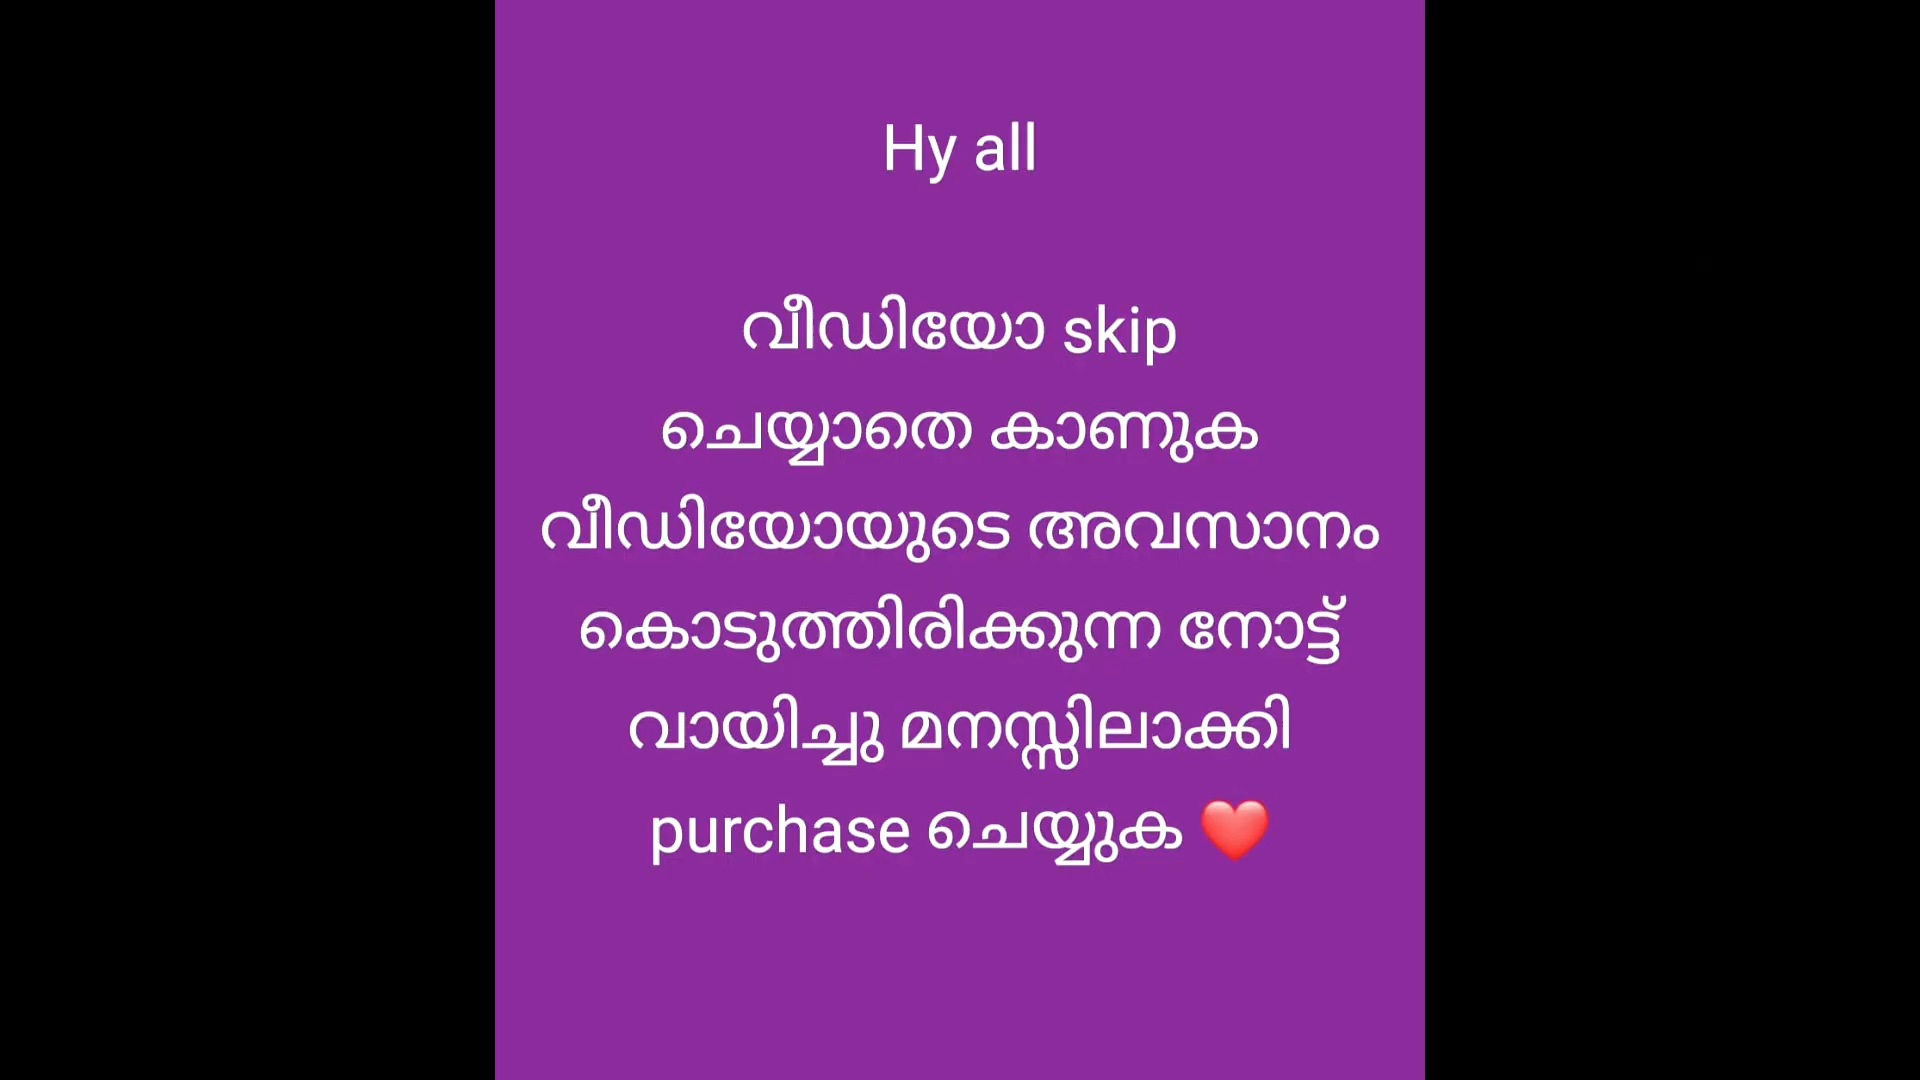 Hy all
വീഡിയോ skip
ചെയ്യാതെ കാണുക
വീഡിയോയുടെ അവസാനം
കൊടുത്തിരിക്കുന്ന നോട്ട്
വായിച്ചു മനസ്സിലാക്കി
purchase ചെയ്യുക ❤️